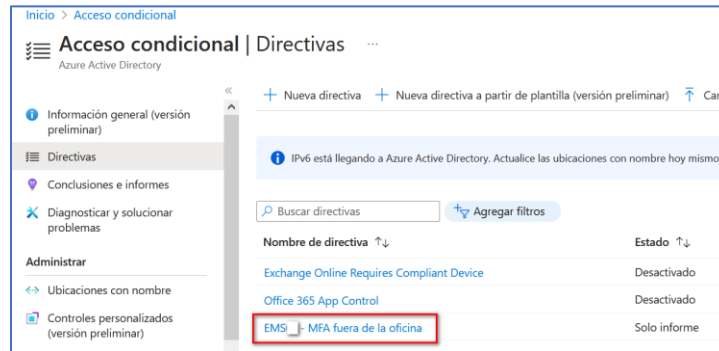 Inicio > Acceso condicional
Acceso condicional | Directivas ...
Azure Active Directory
«
Información general (versión
preliminar)
Directivas
Conclusiones e informes
Diagnosticar y solucionar
problemas
Administrar
Ubicaciones con nombre
Controles personalizados
(versión preliminar)
+ Nueva directiva + Nueva directiva a partir de plantilla (versión preliminar)
IPv6 está llegando a Azure Active Directory. Actualice las ubicaciones con nombre hoy mismo
Buscar directivas Agregar filtros
Nombre de directiva ↑↓ Estado ↑↓
Exchange Online Requires Compliant Device Desactivado
Office 365 App Control Desactivado
- MFA fuera de la oficina Solo informe